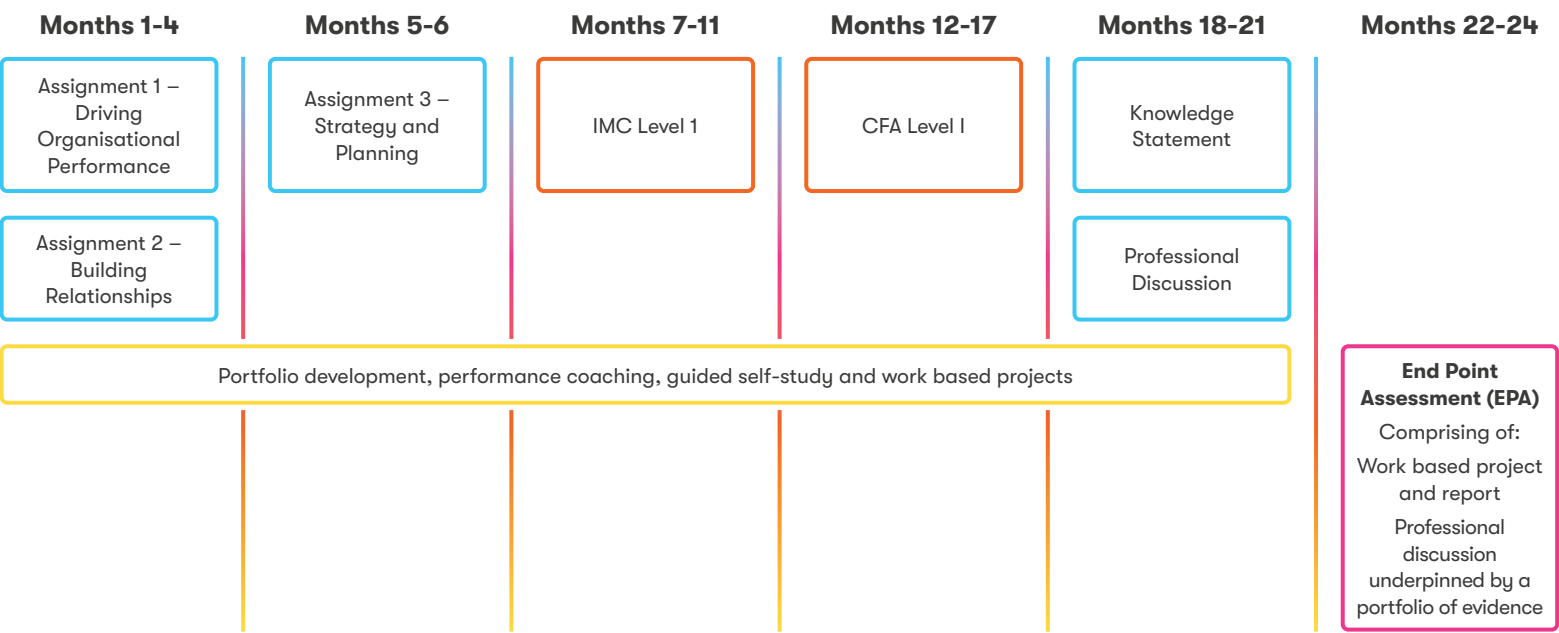 Months 1-4
Months 5-6
Months 7-11
Months 12-17
Months 18-21
Months 22-24
Assignment 1 –
Driving
Organisational
Performance
Assignment 3 –
Strategy and
Planning
IMC Level 1
CFA Level I
Knowledge
Statement
Assignment 2 –
Building
Relationships
Professional
Discussion
Portfolio development, performance coaching, guided self-study and work based projects
End Point
Assessment (EPA)
Comprising of:
Work based project
and report
Professional
discussion
underpinned by a
portfolio of evidence